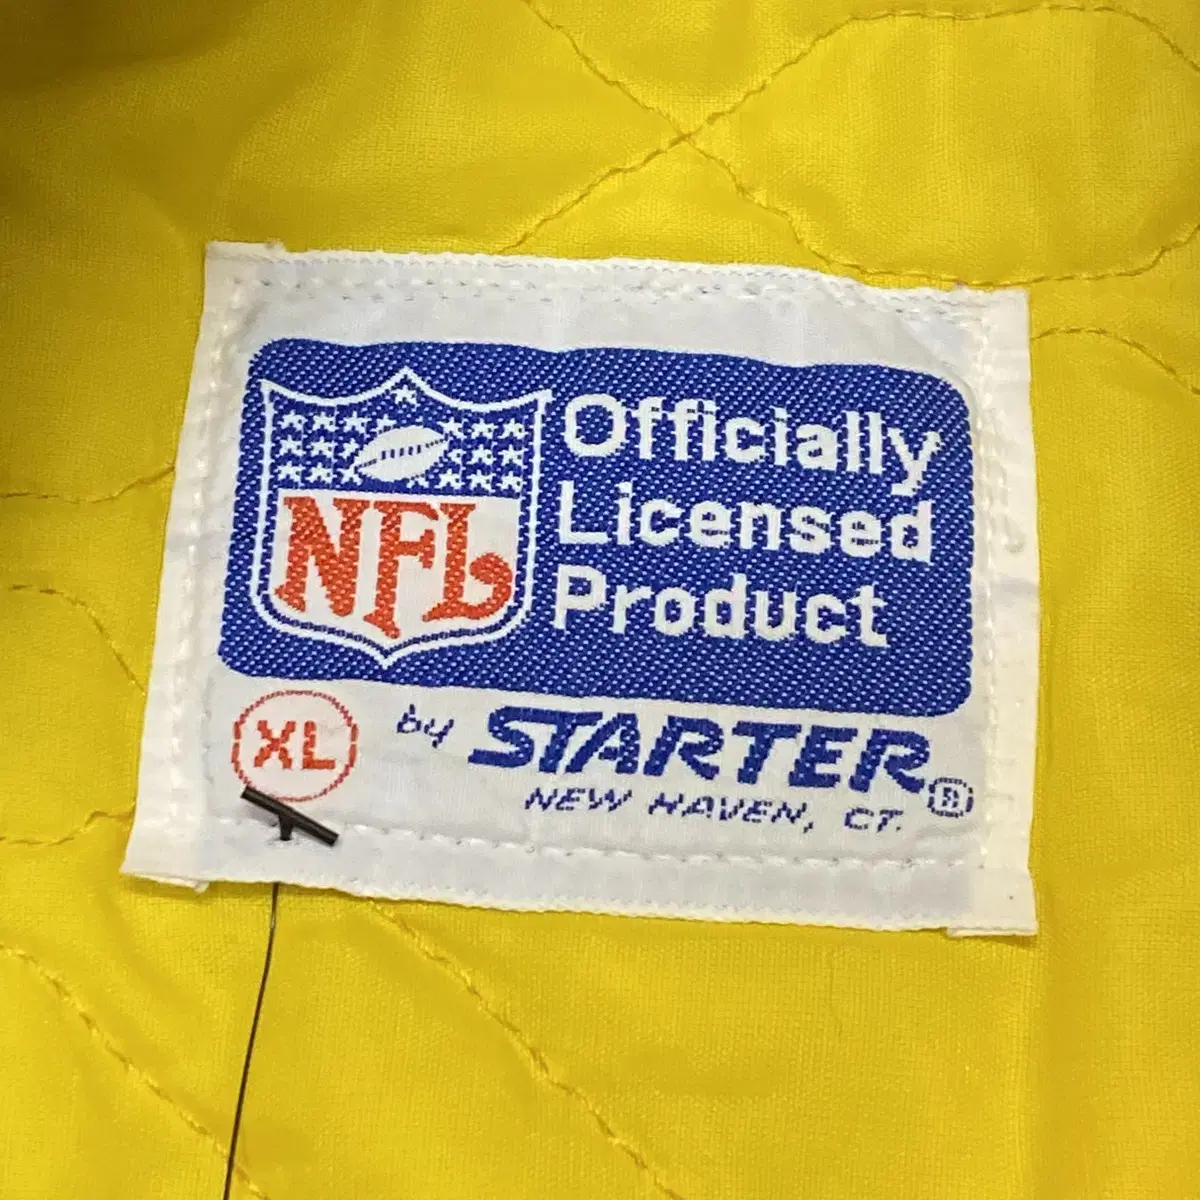 NFL
Officially
Licensed
Product
XL
by STARTER®
NEW HAVEN, CT.